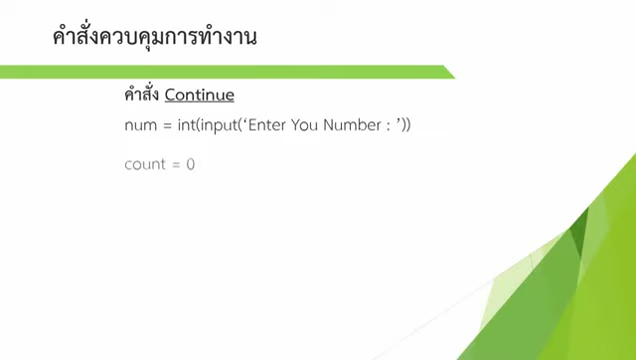 คำสั่งควบคุมการทำงาน
คำสั่ง Continue
num = int(input(‘Enter You Number : ’))
count = 0